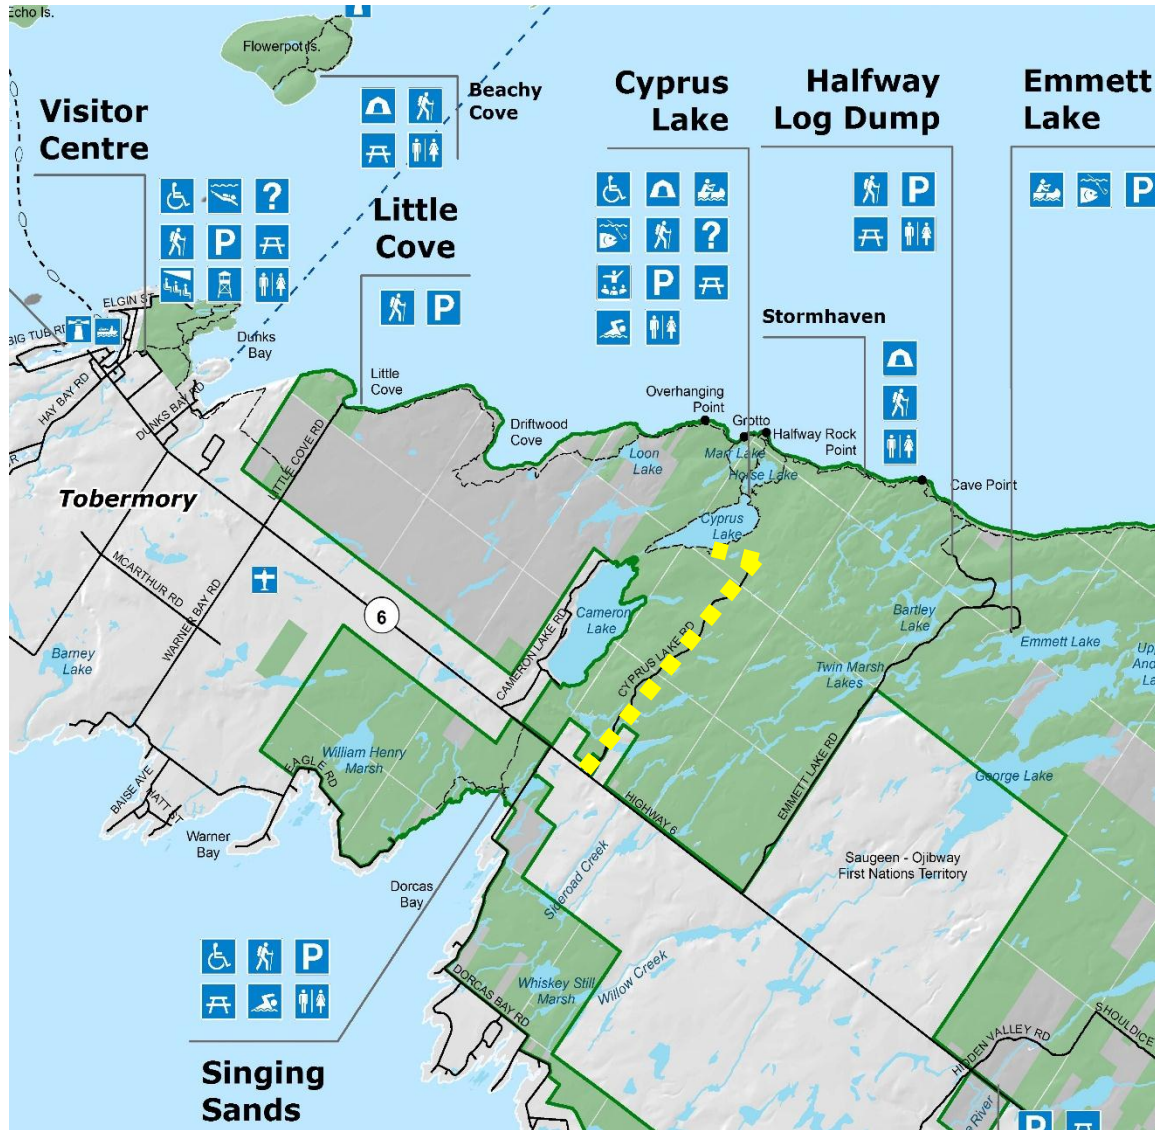 Echo Is.
Flowerpot Is.
Beachy
Cove
Visitor
Centre
Little
Cove
Cyprus
Lake
Halfway
Log Dump
Emmett
Lake
?
P
P
?
P
P
P
Stormhaven
ELGIN ST
BIG TUB RD
Dunks
Bay
HAY BAY RD
DUNKS BAY RD
Little
Cove
Driftwood
Cove
Overhanging
Point
Grotto
Marr Lake
Halfway Rock
Point
Horse Lake
Loon
Lake
Cave Point
LITTLE COVE RD
Tobermory
Cyprus
Lake
MCARTHUR RD
WARNER BAY RD
6
Cameron
Lake
CAMERON LAKE RD
CYPRUS LAKE RD
Bartley
Lake
Emmett Lake
Twin Marsh
Lakes
Barney
Lake
William Henry
Marsh
EAGLE RD
BAISE AVE
HATT ST
Warner
Bay
HIGHWAY 6
EMMETT LAKE RD
George Lake
Saugeen - Ojibway
First Nations Territory
Dorcas
Bay
Sideroad Creek
P
DORCAS BAY RD
Whiskey Still
Marsh
Willow Creek
HIDDEN VALLEY RD
SHOULDICE
Singing
Sands
River
P